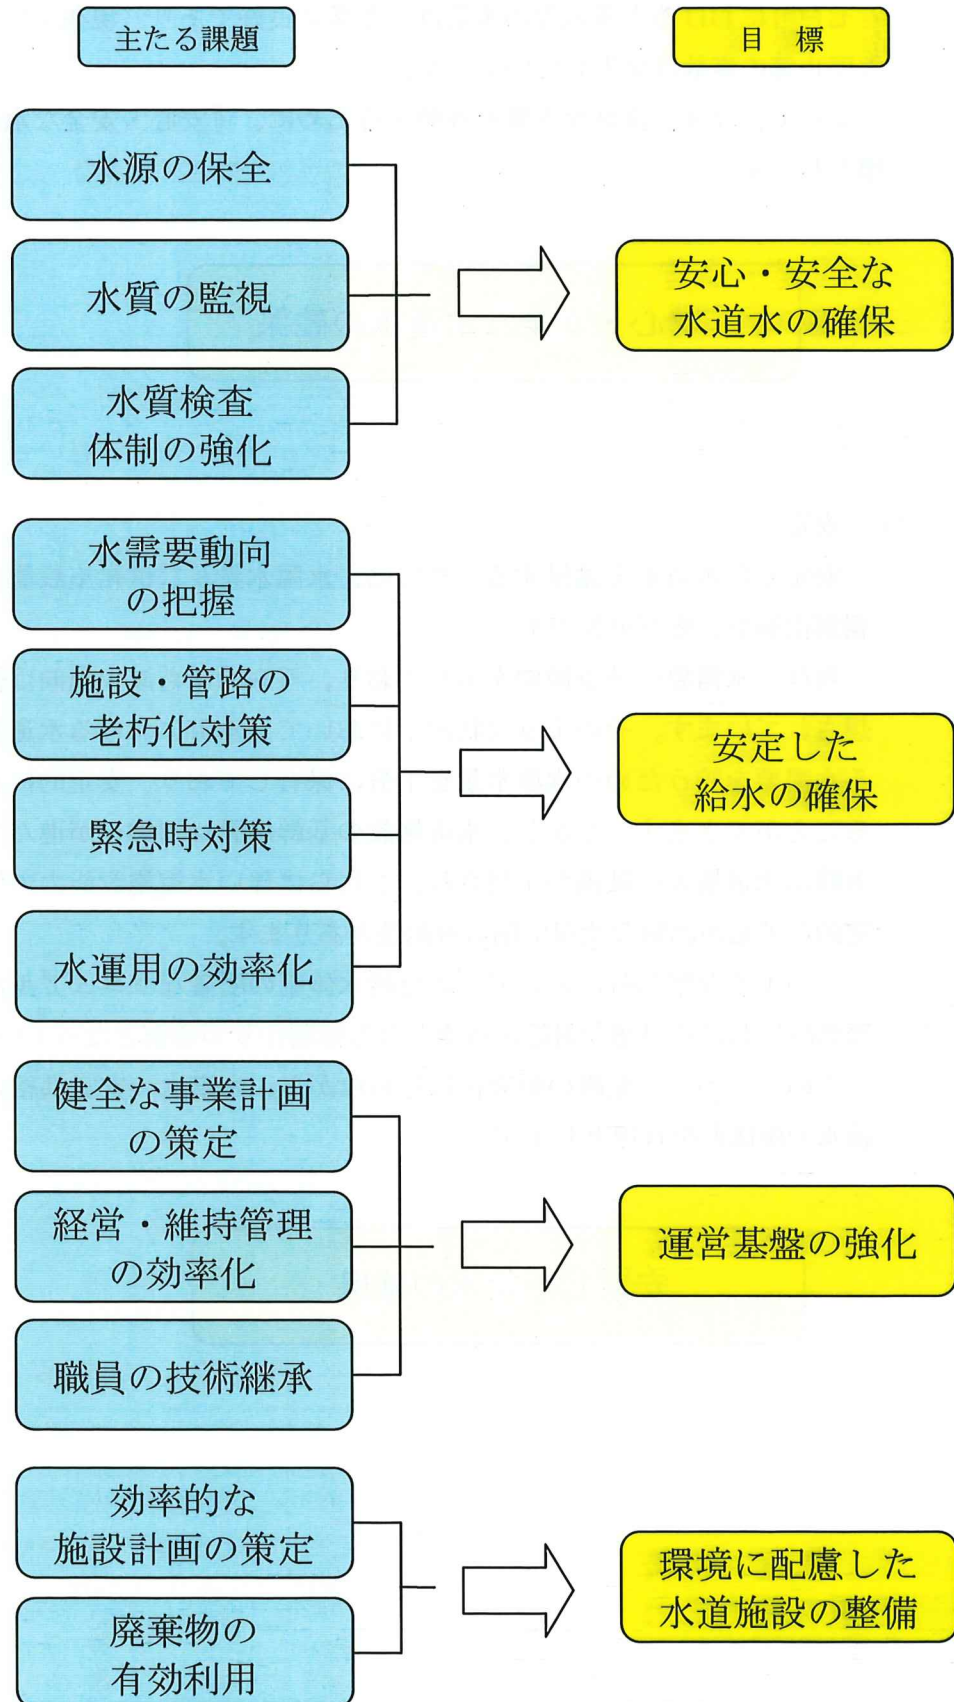 主たる課題
目 標
水源の保全
水質の監視
水質検査
体制の強化
安心・安全な
水道水の確保
水需要動向
の把握
施設・管路の
老朽化対策
緊急時対策
水運用の効率化
安定した
給水の確保
健全な事業計画
の策定
経営・維持管理
の効率化
職員の技術継承
運営基盤の強化
効率的な
施設計画の策定
廃棄物の
有効利用
環境に配慮した
水道施設の整備